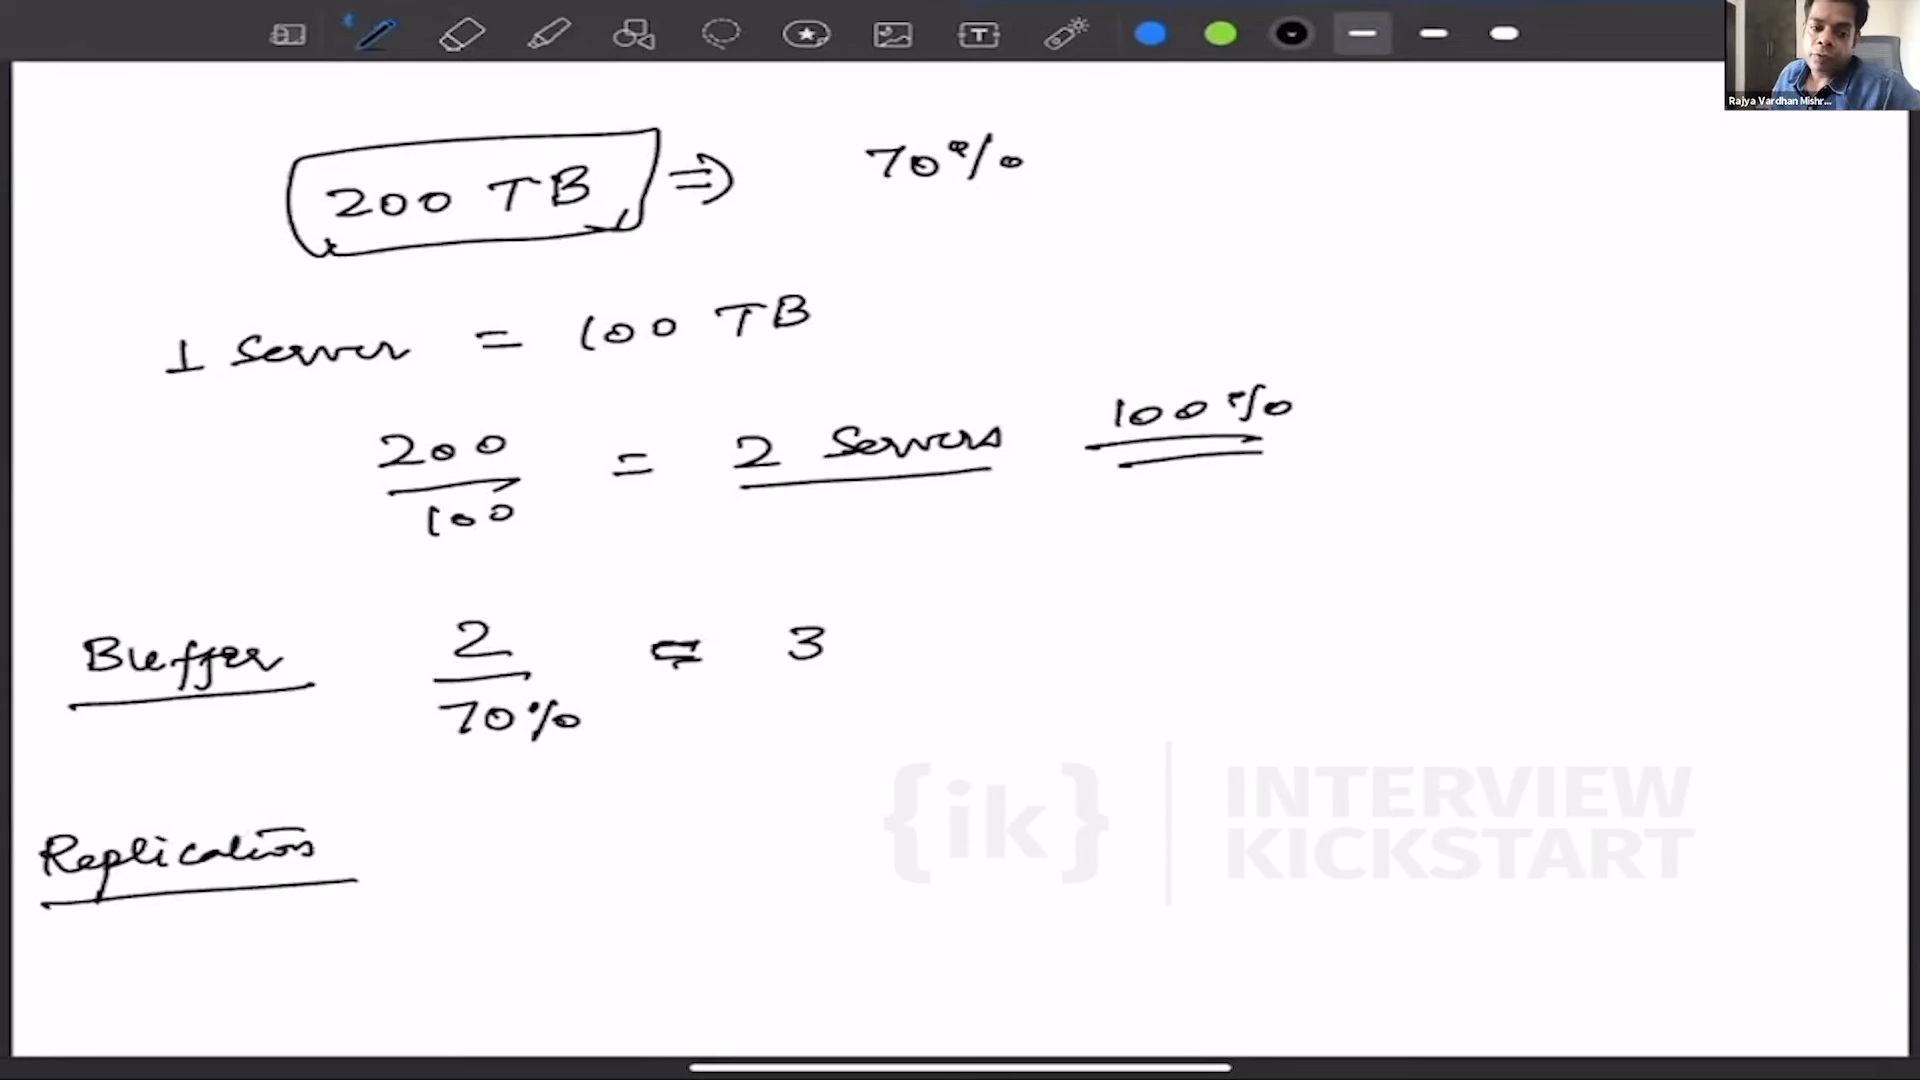 Rajya Vardhan Mishr...
200 TB ⇒ 70%
1 Server = 100 TB
200
100
= 2 Servers 100%
Buffer 2
70%
≈ 3
Replication
{ik} INTERVIEW
KICKSTART